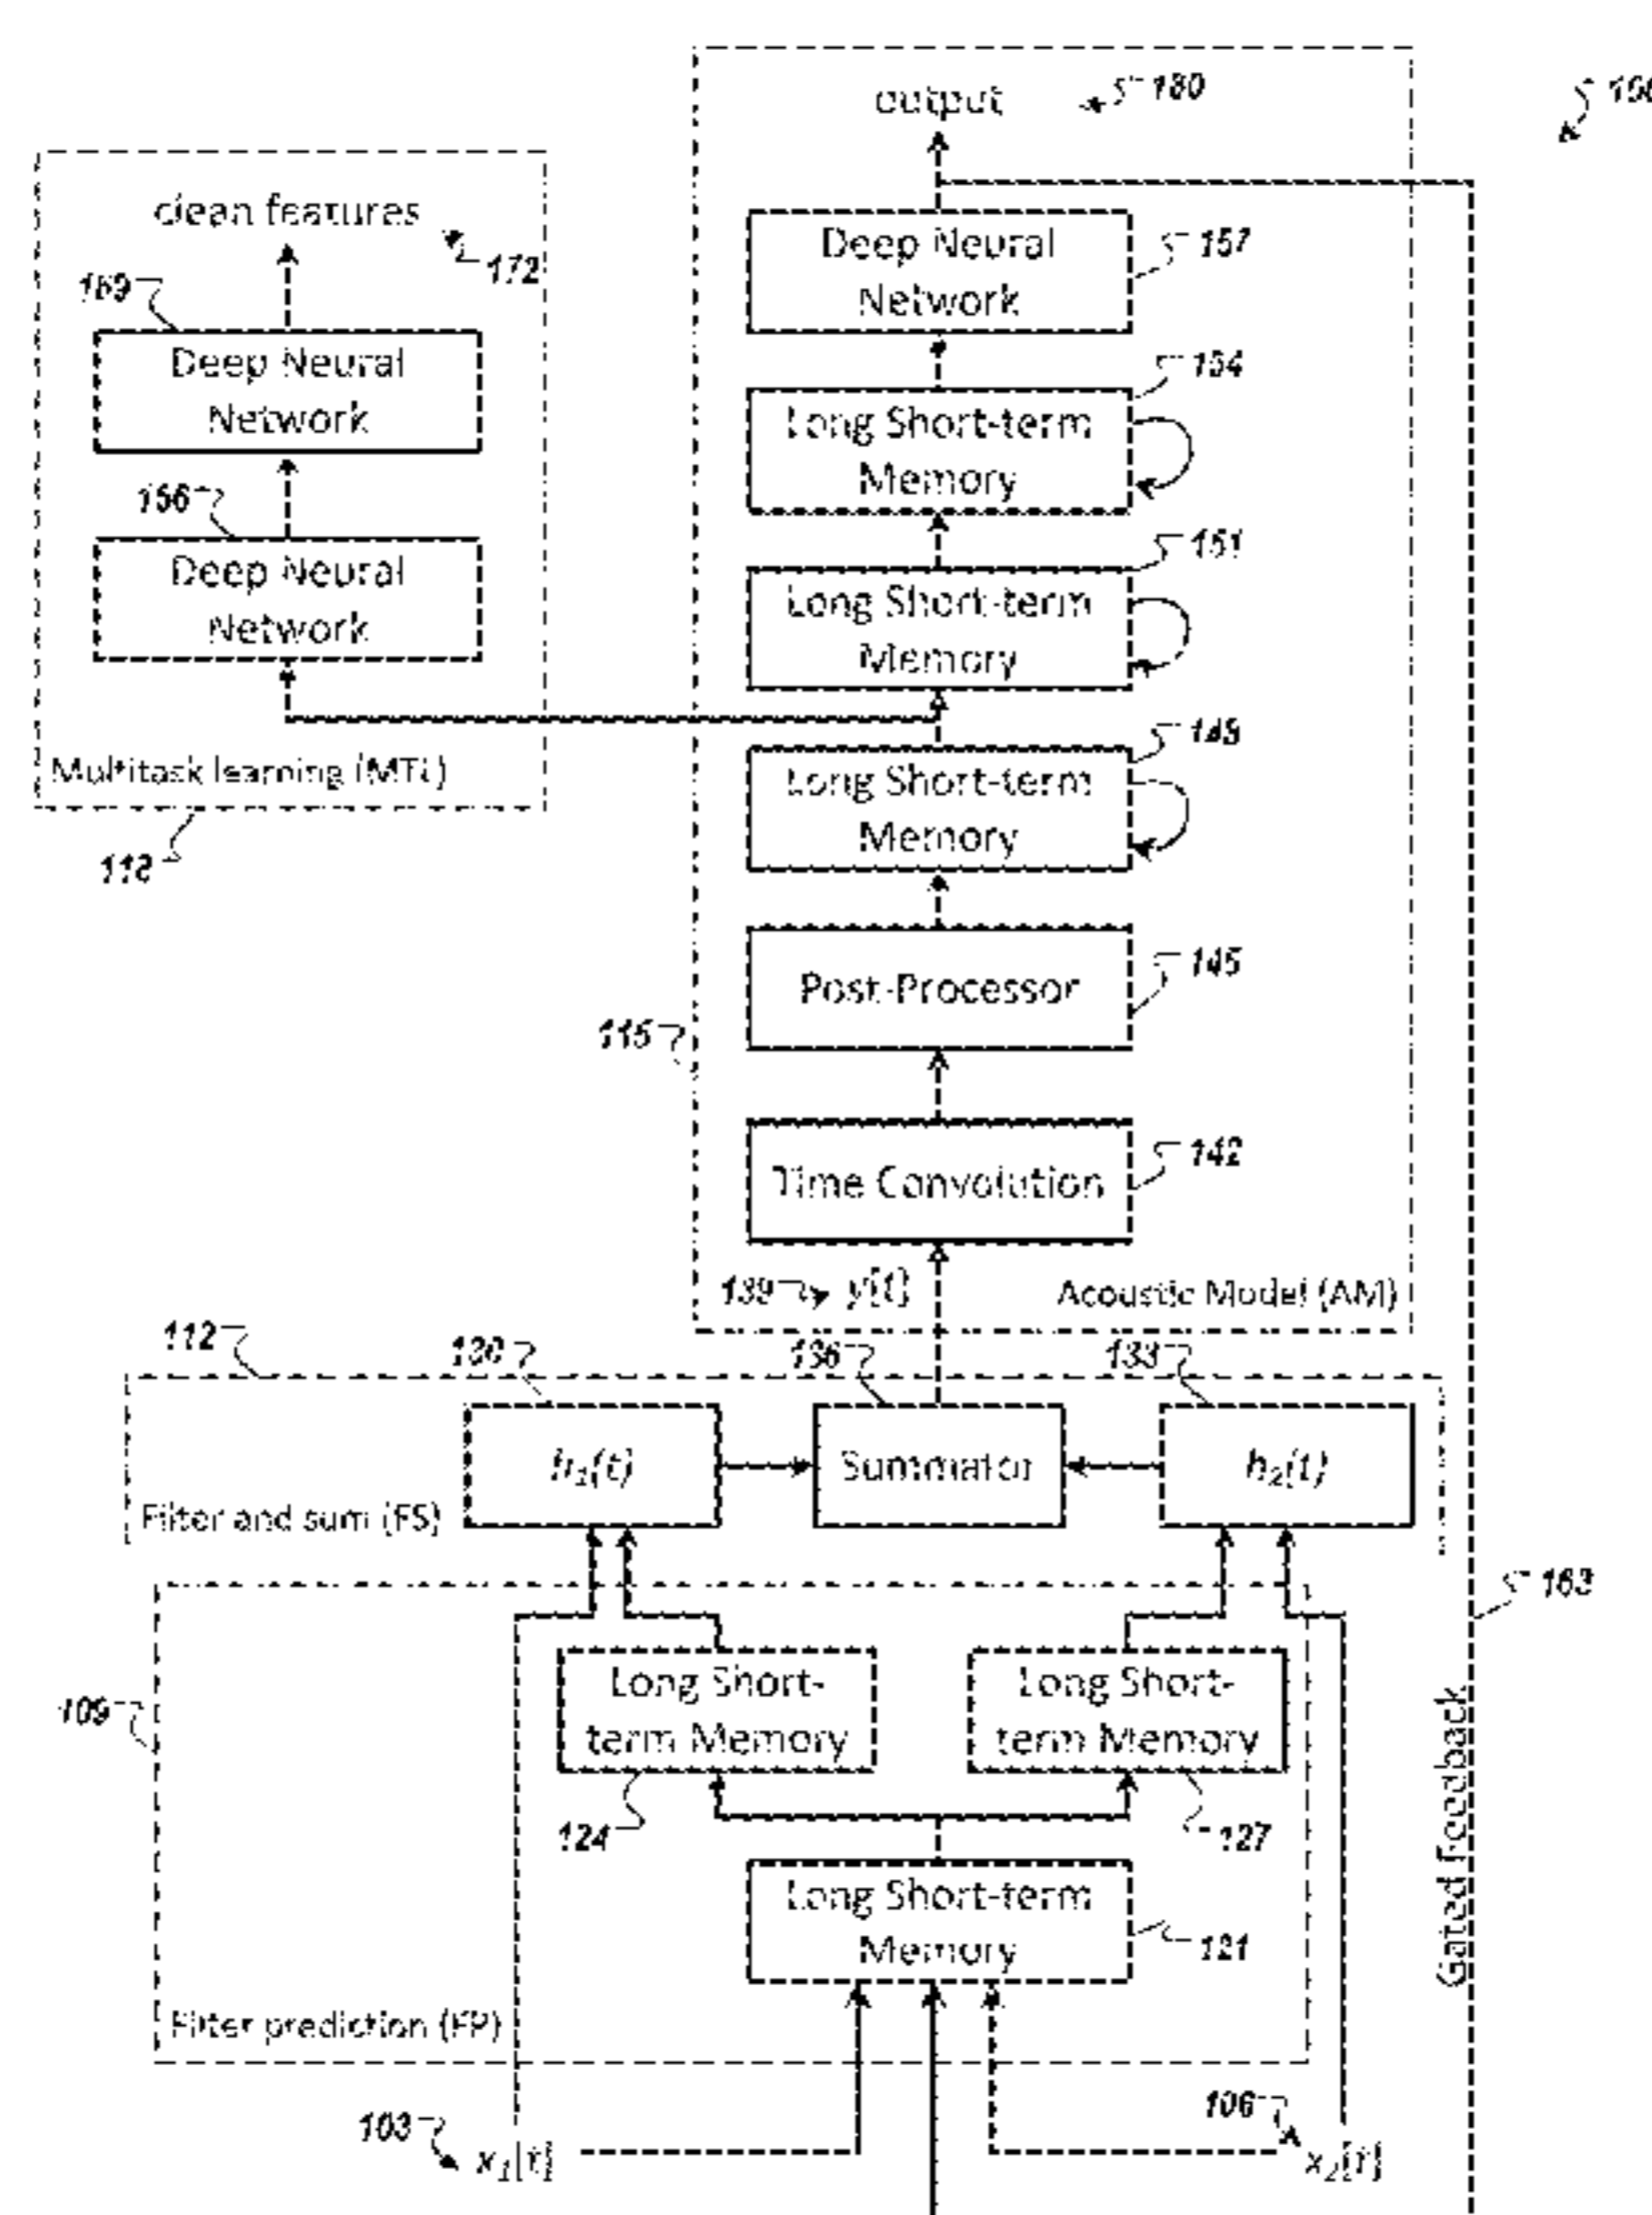 output
180
clean features
172
Deep Neural
Network
157
169
Deep Neural
Network
Long Short-term
Memory
154
166
Deep Neural
Network
Long Short-term
Memory
151
Multitask learning (MTL)
118
Long Short-term
Memory
148
Post-Processor
145
115
Time Convolution
142
139
y[t]
Acoustic Model (AM)
112
130
136
133
h1(t)
Summator
h2(t)
Filter and sum (FS)
163
109
Long Short-
term Memory
Long Short-
term Memory
124
127
Long Short-term
Memory
121
Gated Feedback
Filter prediction (FP)
103
x1[t]
106
x2[t]